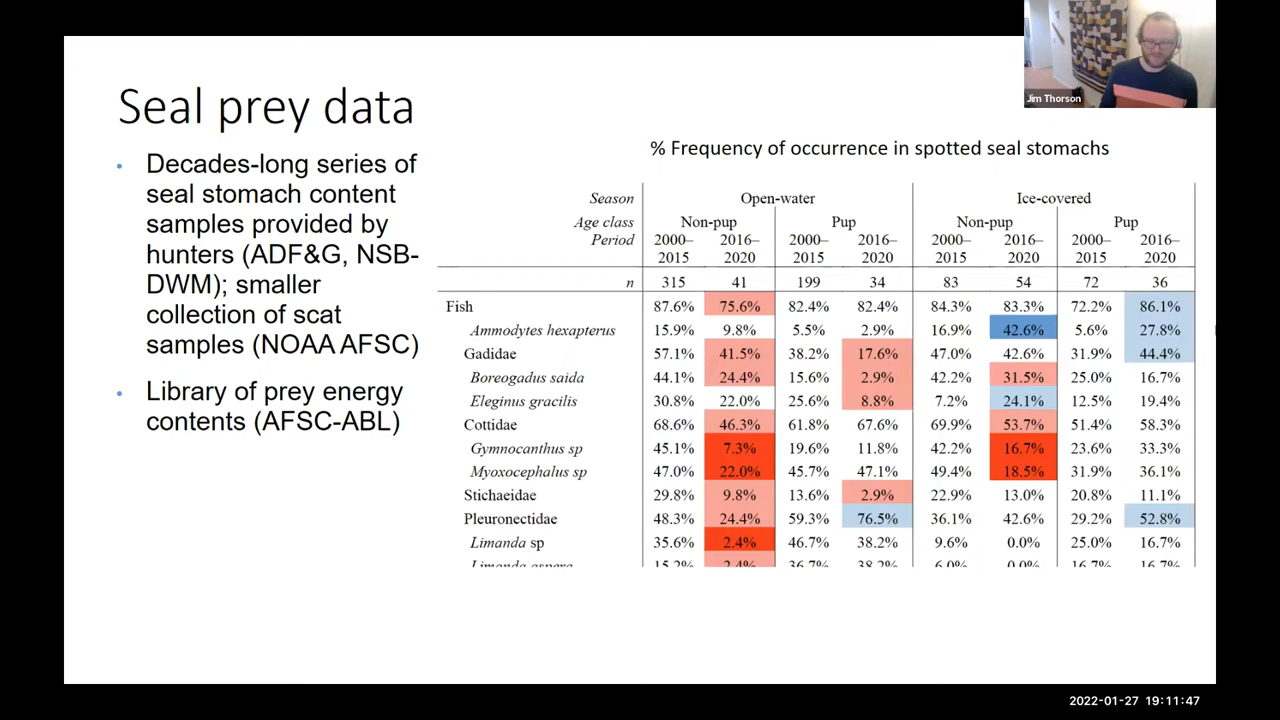 Seal prey data
• Decades-long series of
seal stomach content
samples provided by
hunters (ADF&G, NSB-
DWM); smaller
collection of scat
samples (NOAA AFSC)
• Library of prey energy
contents (AFSC-ABL)
Jim Thorson
% Frequency of occurrence in spotted seal stomachs
Season Open-water Ice-covered
Age class Non-pup Pup Non-pup Pup
Period 2000– 2016– 2000– 2016– 2000– 2016– 2000– 2016–
2015 2020 2015 2020 2015 2020 2015 2020
n 315 41 199 34 83 54 72 36
Fish 87.6% 75.6% 82.4% 82.4% 84.3% 83.3% 72.2% 86.1%
Ammodytes hexapterus 15.9% 9.8% 5.5% 2.9% 16.9% 42.6% 5.6% 27.8%
Gadidae 57.1% 41.5% 38.2% 17.6% 47.0% 42.6% 31.9% 44.4%
Boreogadus saida 44.1% 24.4% 15.6% 2.9% 42.2% 31.5% 25.0% 16.7%
Eleginus gracilis 30.8% 22.0% 25.6% 8.8% 7.2% 24.1% 12.5% 19.4%
Cottidae 68.6% 46.3% 61.8% 67.6% 69.9% 53.7% 51.4% 58.3%
Gymnocanthus sp 45.1% 7.3% 19.6% 11.8% 42.2% 16.7% 23.6% 33.3%
Myoxocephalus sp 47.0% 22.0% 45.7% 47.1% 49.4% 18.5% 31.9% 36.1%
Stichaeidae 29.8% 9.8% 13.6% 2.9% 22.9% 13.0% 20.8% 11.1%
Pleuronectidae 48.3% 24.4% 59.3% 76.5% 36.1% 42.6% 29.2% 52.8%
Limanda sp 35.6% 2.4% 46.7% 38.2% 9.6% 0.0% 25.0% 16.7%
Limanda aspera 15.2% 2.4% 36.7% 38.2% 6.0% 0.0% 16.7% 16.7%
2022-01-27 19:11:47